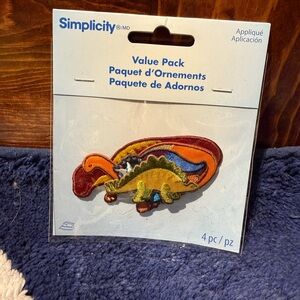 Simplicity®/MD
Appliqué
Aplicación
Value Pack
Paquet d'Ornements
Paquete de Adornos
4 pc / pz